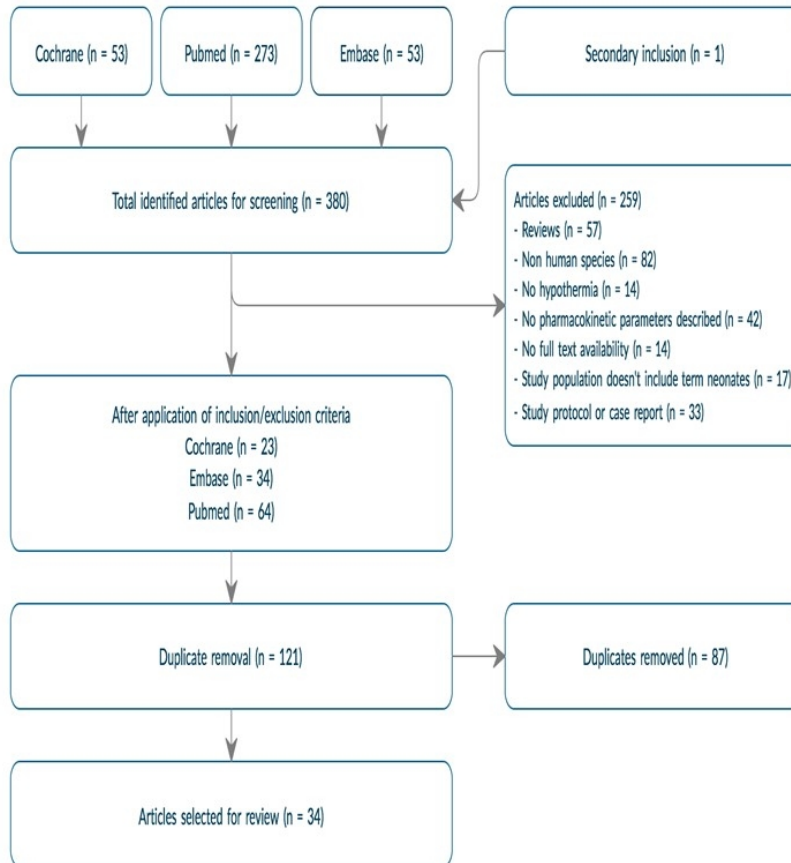 Cochrane (n = 53)
Pubmed (n = 273)
Embase (n = 53)
Secondary inclusion (n = 1)
Total identified articles for screening (n = 380)
Articles excluded (n = 259)
- Reviews (n = 57)
- Non human species (n = 82)
- No hypothermia (n = 14)
- No pharmacokinetic parameters described (n = 42)
- No full text availability (n = 14)
- Study population doesn't include term neonates (n = 17)
- Study protocol or case report (n = 33)
After application of inclusion/exclusion criteria
Cochrane (n = 23)
Embase (n = 34)
Pubmed (n = 64)
Duplicate removal (n = 121)
Duplicates removed (n = 87)
Articles selected for review (n = 34)